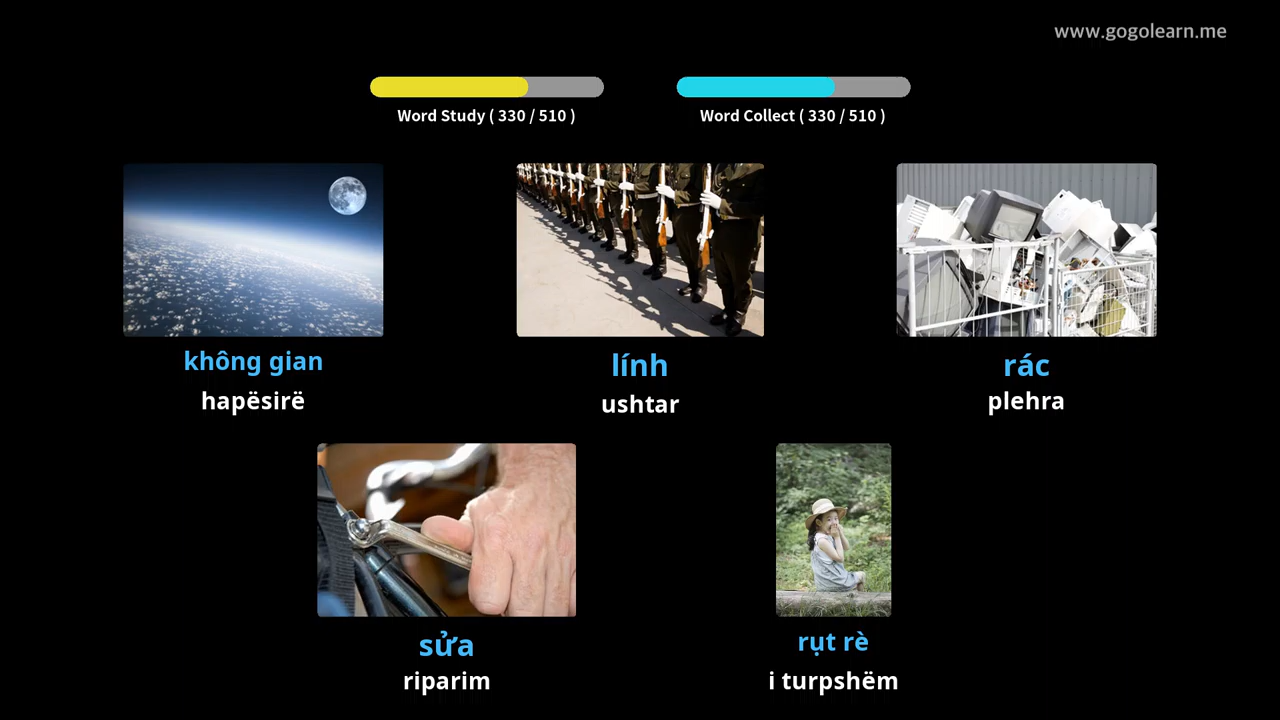 www.gogolearn.me
Word Study ( 330 / 510 )
Word Collect ( 330 / 510 )
không gian
hapësirë
lính
ushtar
rác
plehra
sửa
riparim
rụt rè
i turpshëm